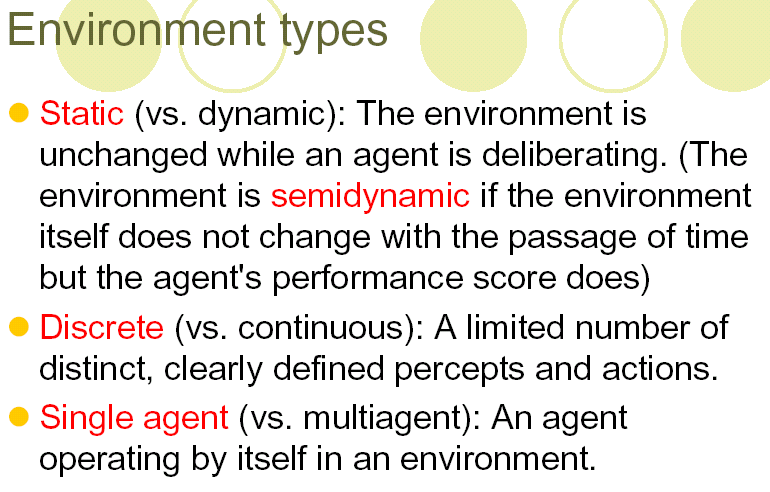 Environment types
Static (vs. dynamic): The environment is
unchanged while an agent is deliberating. (The
environment is semidynamic if the environment
itself does not change with the passage of time
but the agent's performance score does)
Discrete (vs. continuous): A limited number of
distinct, clearly defined percepts and actions.
Single agent (vs. multiagent): An agent
operating by itself in an environment.